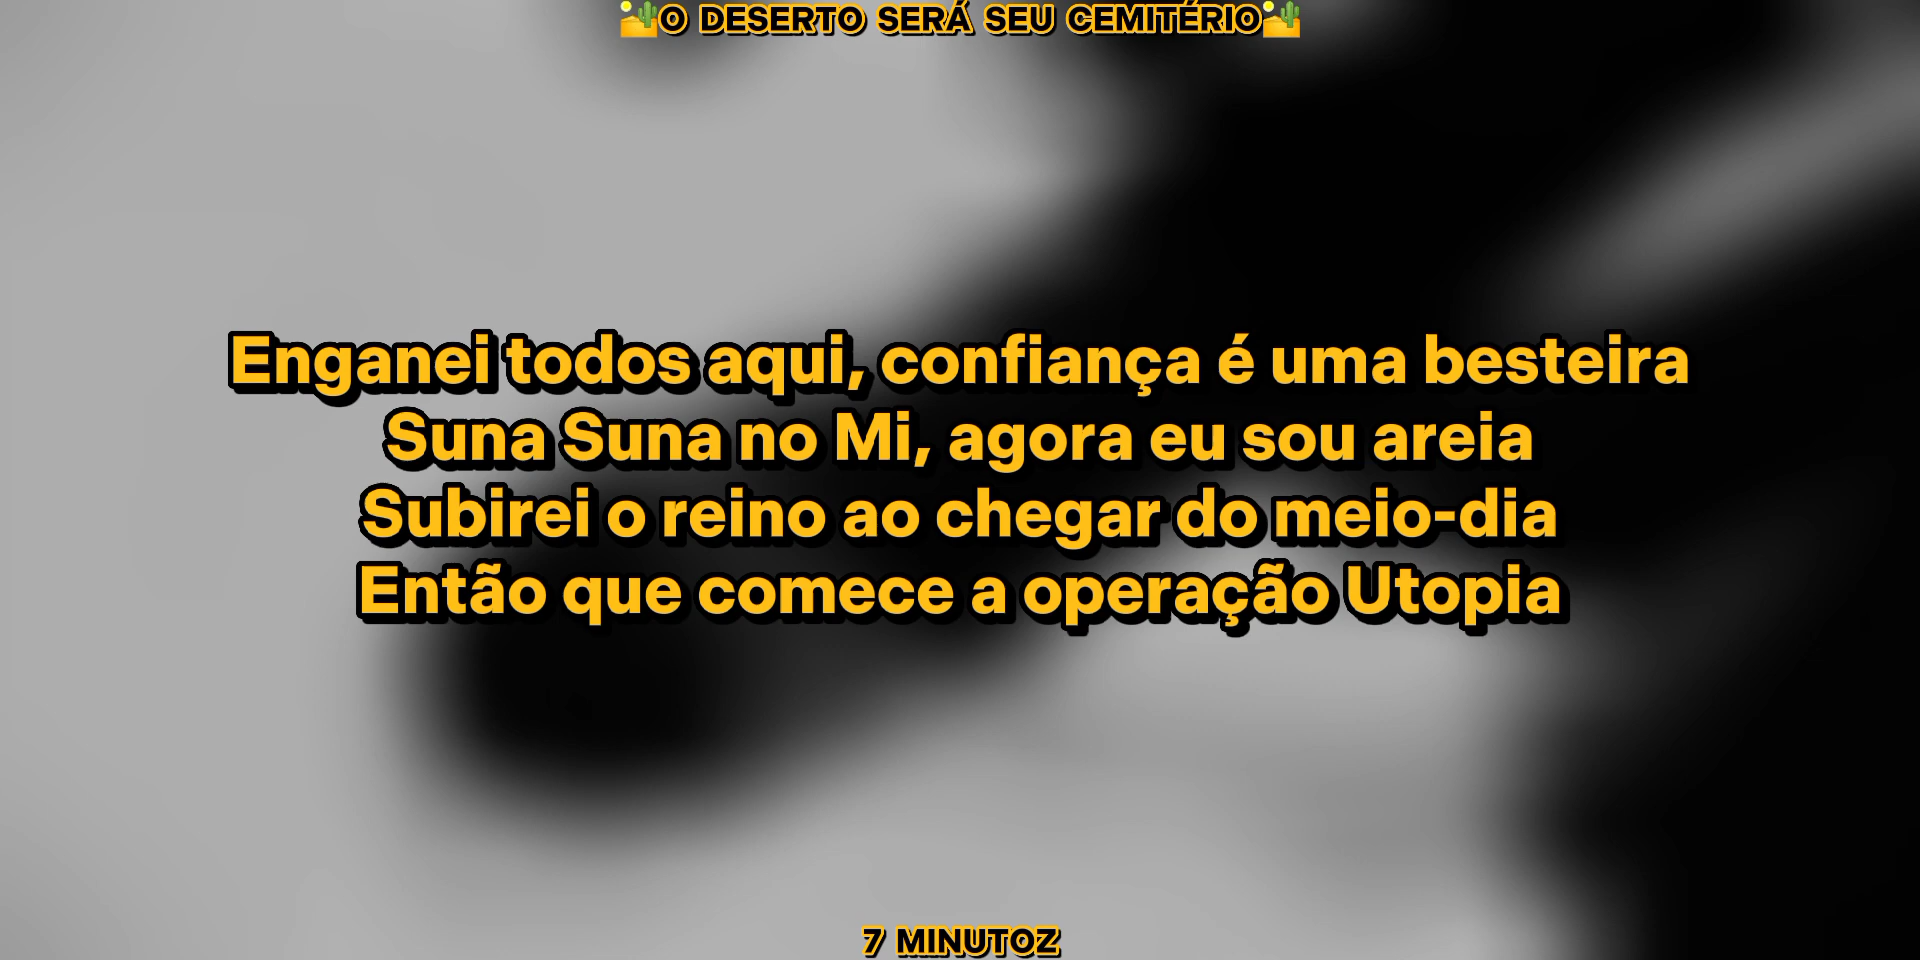 🏜️O DESERTO SERÁ SEU CEMITÉRIO🏜️
Enganei todos aqui, confiança é uma besteira
Suna Suna no Mi, agora eu sou areia
Subirei o reino ao chegar do meio-dia
Então que comece a operação Utopia
7 MINUTOZ